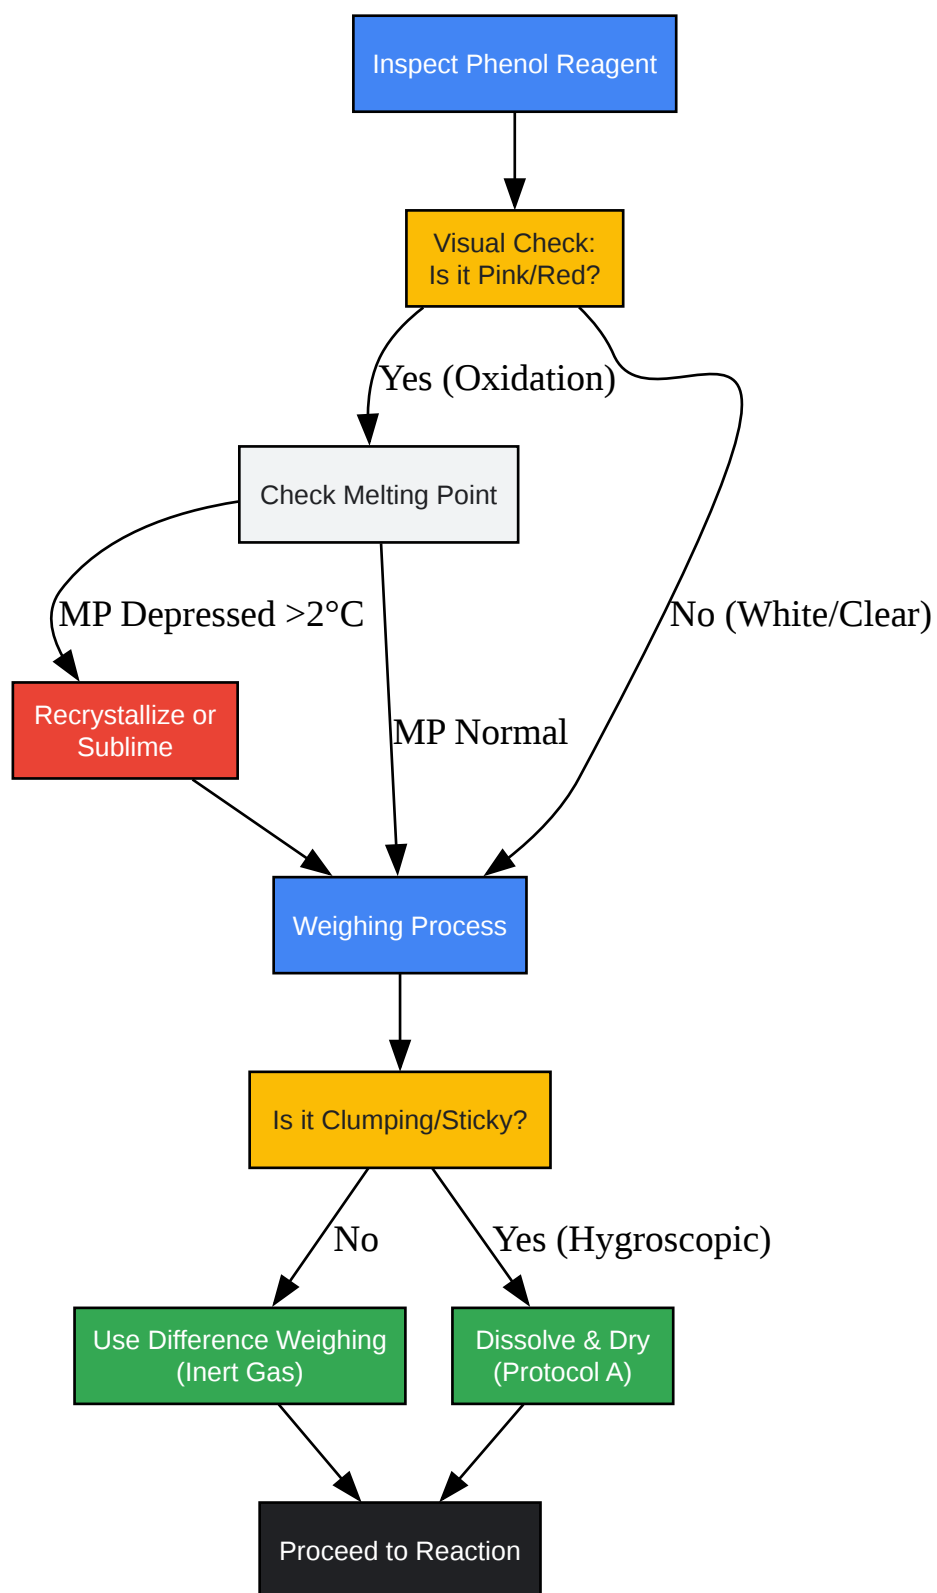 Inspect Phenol Reagent
Visual Check:
Is it Pink/Red?
Yes (Oxidation)
Check Melting Point
MP Depressed >2°C
No (White/Clear)
Recrystallize or
Sublime
MP Normal
Weighing Process
Is it Clumping/Sticky?
No
Yes (Hygroscopic)
Use Difference Weighing
(Inert Gas)
Dissolve & Dry
(Protocol A)
Proceed to Reaction